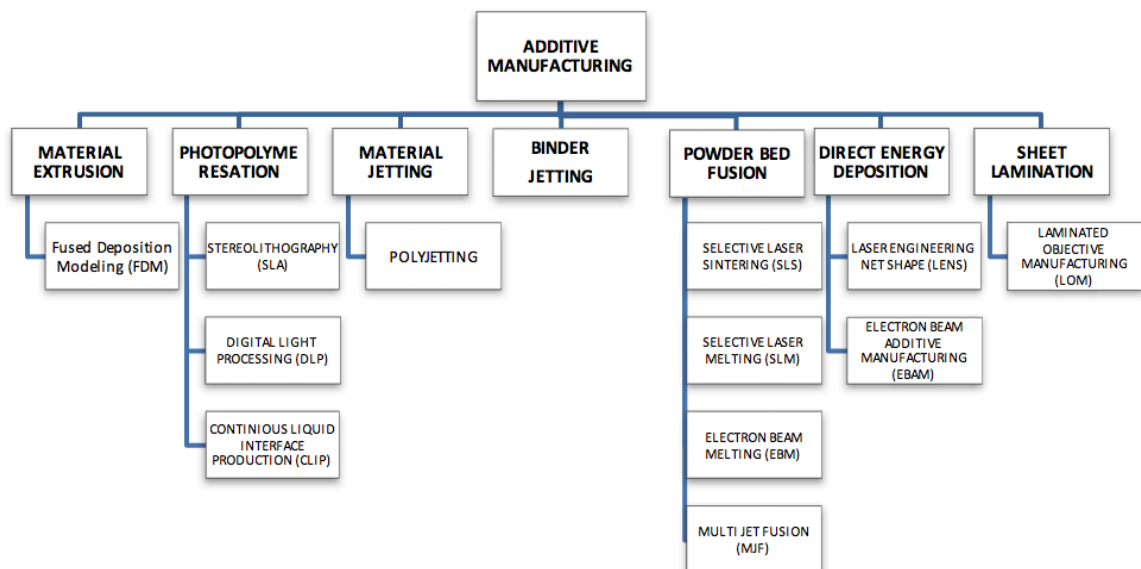 ADDITIVE
MANUFACTURING
MATERIAL
EXTRUSION
PHOTOPOLYME
RESATION
MATERIAL
JETTING
BINDER
JETTING
POWDER BED
FUSION
DIRECT ENERGY
DEPOSITION
SHEET
LAMINATION
Fused Deposition
Modeling (FDM)
STEREOLITHOGRAPHY
(SLA)
POLYJETTING
SELECTIVE LASER
SINTERING (SLS)
LASER ENGINEERING
NET SHAPE (LENS)
LAMINATED
OBJECTIVE
MANUFACTURING
(LOM)
DIGITAL LIGHT
PROCESSING (DLP)
SELECTIVE LASER
MELTING (SLM)
ELECTRON BEAM
ADDITIVE
MANUFACTURING
(EBAM)
CONTINIOUS LIQUID
INTERFACE
PRODUCTION (CLIP)
ELECTRON BEAM
MELTING (EBM)
MULTI JET FUSION
(MJF)